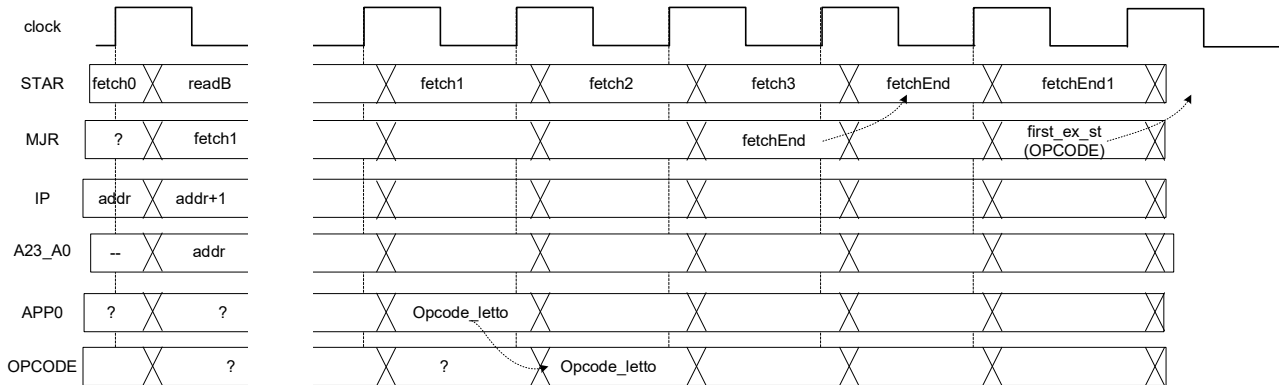 clock
STAR fetch0 readB fetch1 fetch2 fetch3 fetchEnd fetchEnd1
MJR ? fetch1 fetchEnd first_ex_st
(OPCODE)
IP addr addr+1
A23_A0 -- addr
APP0 ? ? Opcode_letto
OPCODE ? ? Opcode_letto